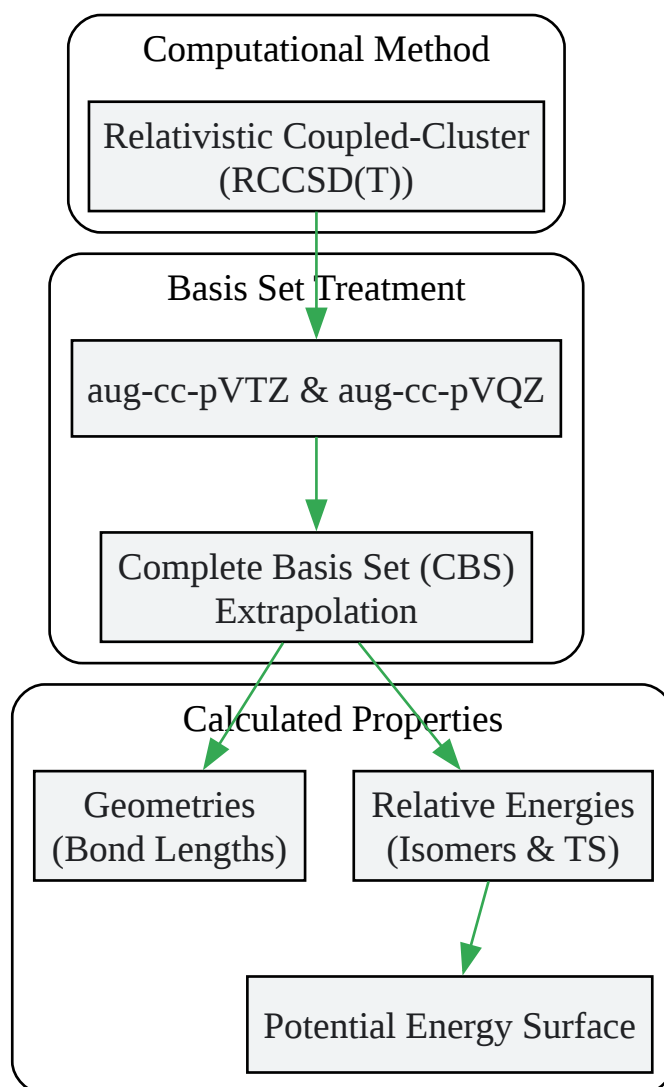 Computational Method
Relativistic Coupled-Cluster
(RCCSD(T))
Basis Set Treatment
aug-cc-pVTZ & aug-cc-pVQZ
Complete Basis Set (CBS)
Extrapolation
Calculated Properties
Geometries
(Bond Lengths)
Relative Energies
(Isomers & TS)
Potential Energy Surface